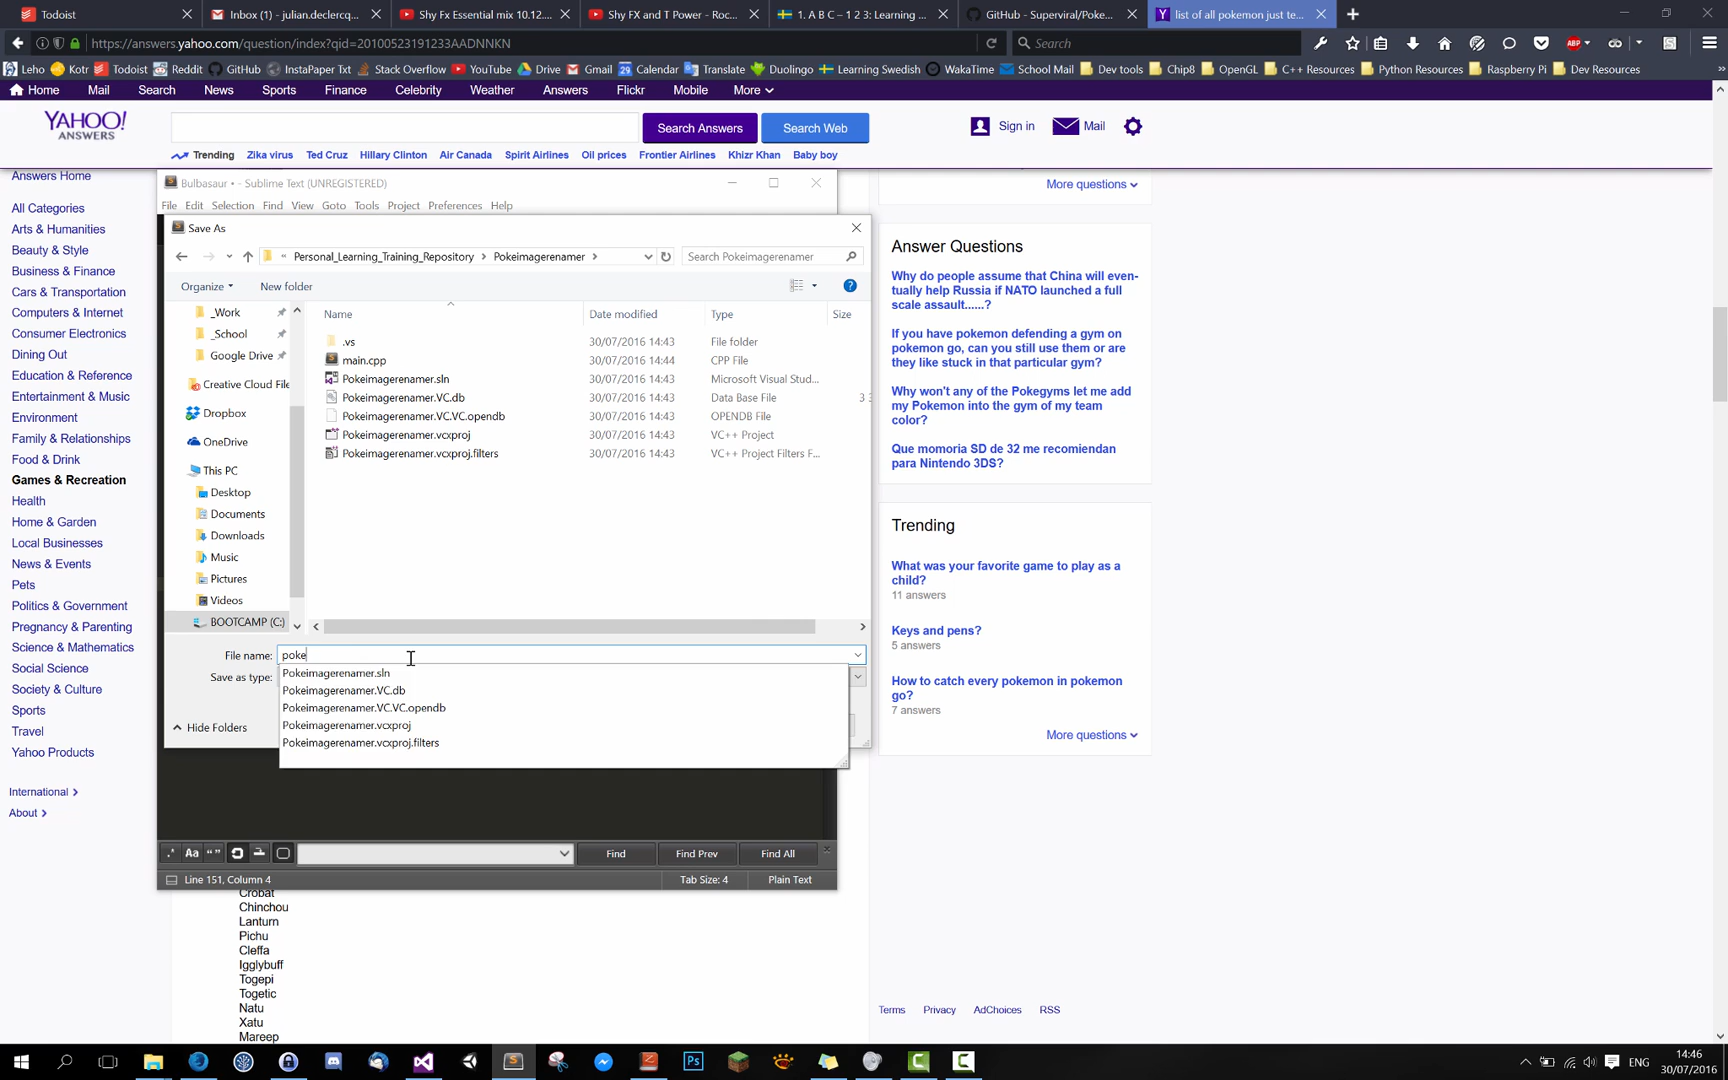 Todoist
Inbox (1) - julian.declercq...
Shy Fx Essential mix 10.12....
Shy FX and T Power - Roc...
1. A B C – 1 2 3: Learning ...
GitHub - Superviral/Poke...
list of all pokemon just te...
https://answers.yahoo.com/question/index?qid=20100523191233AADNNKN
Search
Leho
Kotr
Todoist
Reddit
GitHub
InstaPaper Txt
Stack Overflow
YouTube
Drive
Gmail
Calendar
Translate
Duolingo
Learning Swedish
WakaTime
School Mail
Dev tools
Chip8
OpenGL
C++ Resources
Python Resources
Raspberry Pi
Dev Resources
Home
Mail
Search
News
Sports
Finance
Celebrity
Weather
Answers
Flickr
Mobile
More
YAHOO!
ANSWERS
Search Answers
Search Web
Sign in
Mail
Trending
Zika virus
Ted Cruz
Hillary Clinton
Air Canada
Spirit Airlines
Oil prices
Frontier Airlines
Khizr Khan
Baby boy
Answers Home
All Categories
Arts & Humanities
Beauty & Style
Business & Finance
Cars & Transportation
Computers & Internet
Consumer Electronics
Dining Out
Education & Reference
Entertainment & Music
Environment
Family & Relationships
Food & Drink
Games & Recreation
Health
Home & Garden
Local Businesses
News & Events
Pets
Politics & Government
Pregnancy & Parenting
Science & Mathematics
Social Science
Society & Culture
Sports
Travel
Yahoo Products
International
About
Bulbasaur • - Sublime Text (UNREGISTERED)
File Edit Selection Find View Goto Tools Project Preferences Help
Save As
« Personal_Learning_Training_Repository > Pokeimagerenamer >
Search Pokeimagerenamer
Organize
New folder
_Work
_School
Google Drive
Creative Cloud File
Dropbox
OneDrive
This PC
Desktop
Documents
Downloads
Music
Pictures
Videos
BOOTCAMP (C:)
Name Date modified Type Size
.vs 30/07/2016 14:43 File folder
main.cpp 30/07/2016 14:44 CPP File
Pokeimagerenamer.sln 30/07/2016 14:43 Microsoft Visual Stud...
Pokeimagerenamer.VC.db 30/07/2016 14:43 Data Base File 3
Pokeimagerenamer.VC.VC.opendb 30/07/2016 14:43 OPENDB File
Pokeimagerenamer.vcxproj 30/07/2016 14:43 VC++ Project
Pokeimagerenamer.vcxproj.filters 30/07/2016 14:43 VC++ Project Filters F...
File name: poke
Save as type:
Pokeimagerenamer.sln
Pokeimagerenamer.VC.db
Pokeimagerenamer.VC.VC.opendb
Pokeimagerenamer.vcxproj
Pokeimagerenamer.vcxproj.filters
Hide Folders
Find
Find Prev
Find All
Line 151, Column 4
Tab Size: 4
Plain Text
Crobat
Chinchou
Lanturn
Pichu
Cleffa
Igglybuff
Togepi
Togetic
Natu
Xatu
Mareep
More questions
Answer Questions
Why do people assume that China will even-
tually help Russia if NATO launched a full
scale assault......?
If you have pokemon defending a gym on
pokemon go, can you still use them or are
they like stuck in that particular gym?
Why won't any of the Pokegyms let me add
my Pokemon into the gym of my team
color?
Que momoria SD de 32 me recomiendan
para Nintendo 3DS?
Trending
What was your favorite game to play as a
child?
11 answers
Keys and pens?
5 answers
How to catch every pokemon in pokemon
go?
7 answers
More questions
Terms
Privacy
AdChoices
RSS
ENG
14:46
30/07/2016